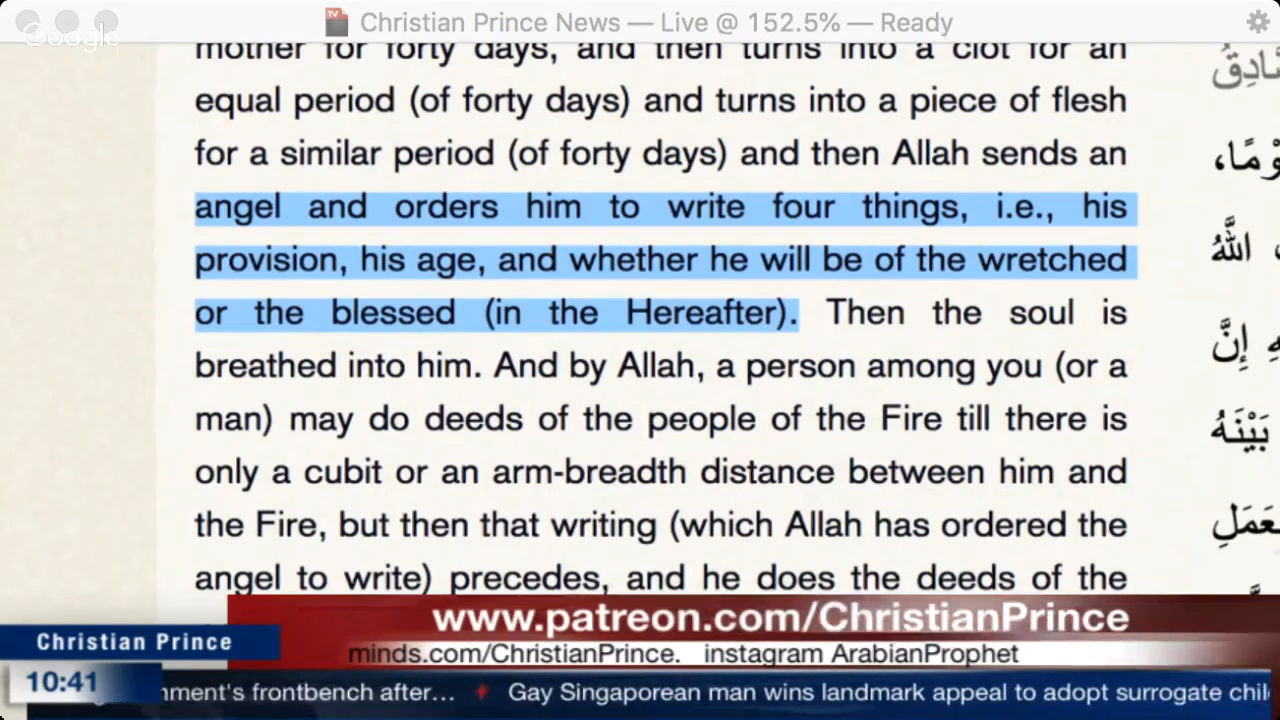 Christian Prince News — Live @ 152.5% — Ready
Google
mother for forty days, and then turns into a clot for an
equal period (of forty days) and turns into a piece of flesh
for a similar period (of forty days) and then Allah sends an
angel and orders him to write four things, i.e., his
provision, his age, and whether he will be of the wretched
or the blessed (in the Hereafter). Then the soul is
breathed into him. And by Allah, a person among you (or a
man) may do deeds of the people of the Fire till there is
only a cubit or an arm-breadth distance between him and
the Fire, but then that writing (which Allah has ordered the
angel to write) precedes, and he does the deeds of the
اللَّهُ
إِنَّ
بَيْنَهُ
www.patreon.com/ChristianPrince
Christian Prince
minds.com/ChristianPrince. instagram ArabianProphet
10:41
nment's frontbench after... Gay Singaporean man wins landmark appeal to adopt surrogate chil